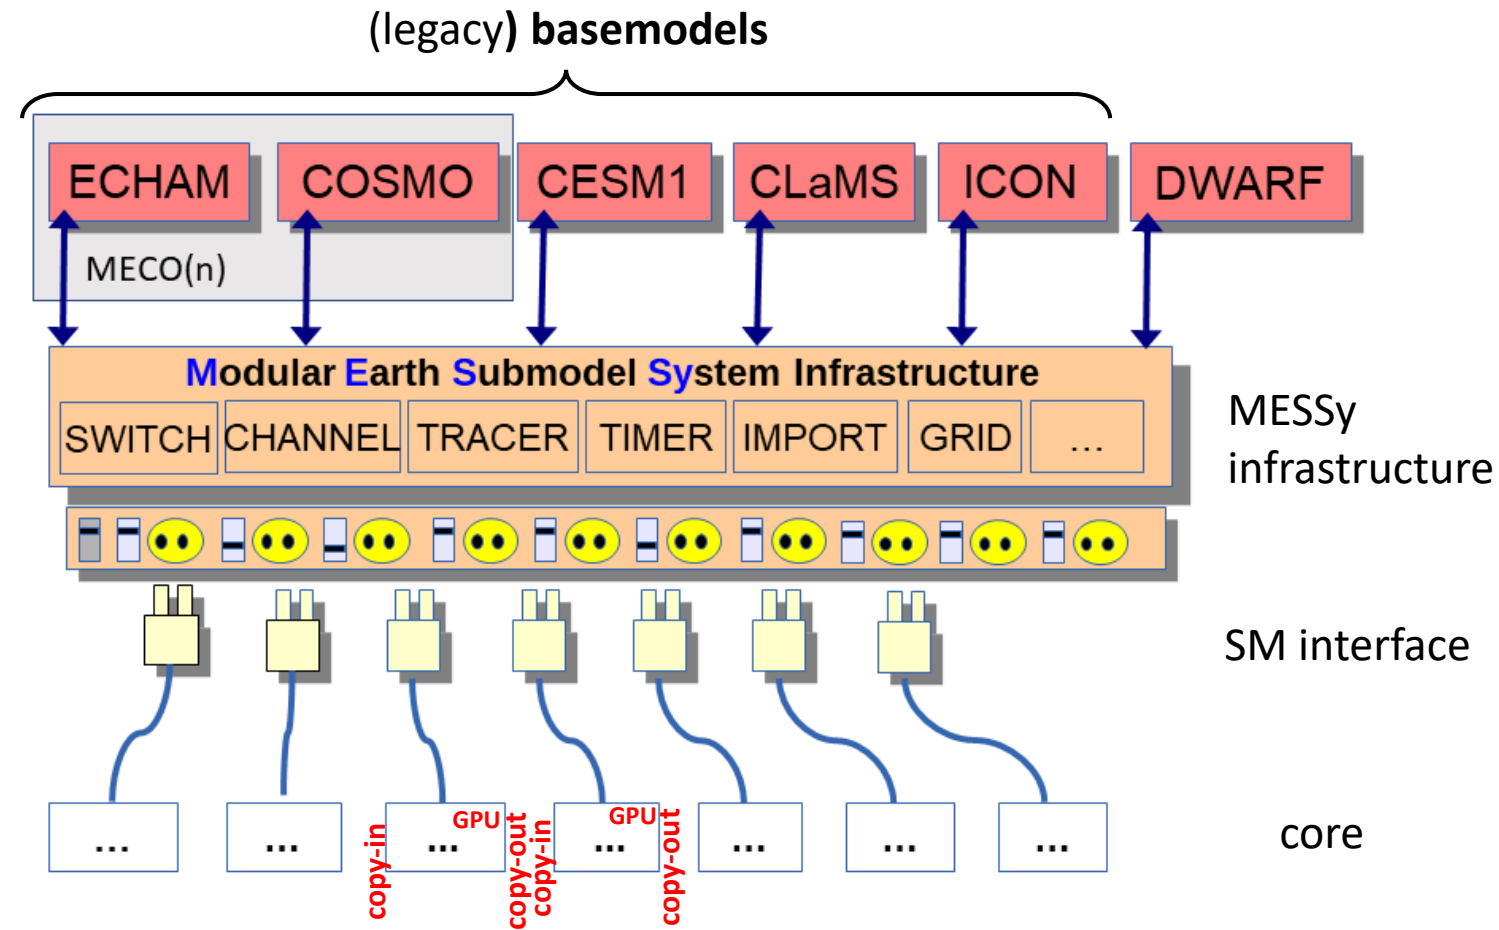 (legacy) basemodels
ECHAM
COSMO
CESM1
CLaMS
ICON
DWARF
MECO(n)
Modular Earth Submodel System Infrastructure
SWITCH
CHANNEL
TRACER
TIMER
IMPORT
GRID
...
MESSy
infrastructure
SM interface
...
...
copy-in
GPU
...
copy-out
copy-in
GPU
...
copy-out
...
...
...
core